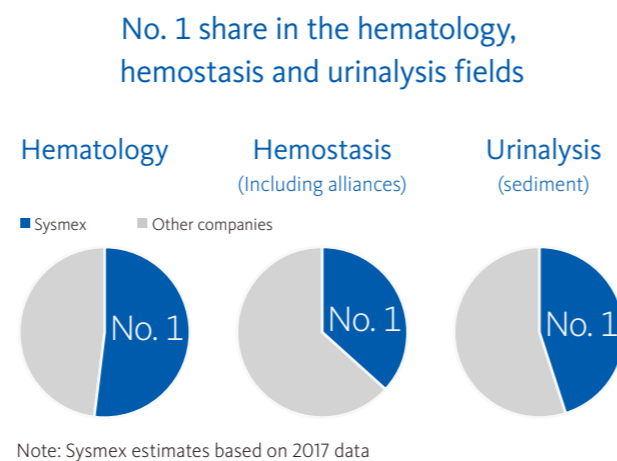 No. 1 share in the hematology,
hemostasis and urinalysis fields
Hematology
Hemostasis
(Including alliances)
Urinalysis
(sediment)
Sysmex
Other companies
No. 1
No. 1
No. 1
Note: Sysmex estimates based on 2017 data